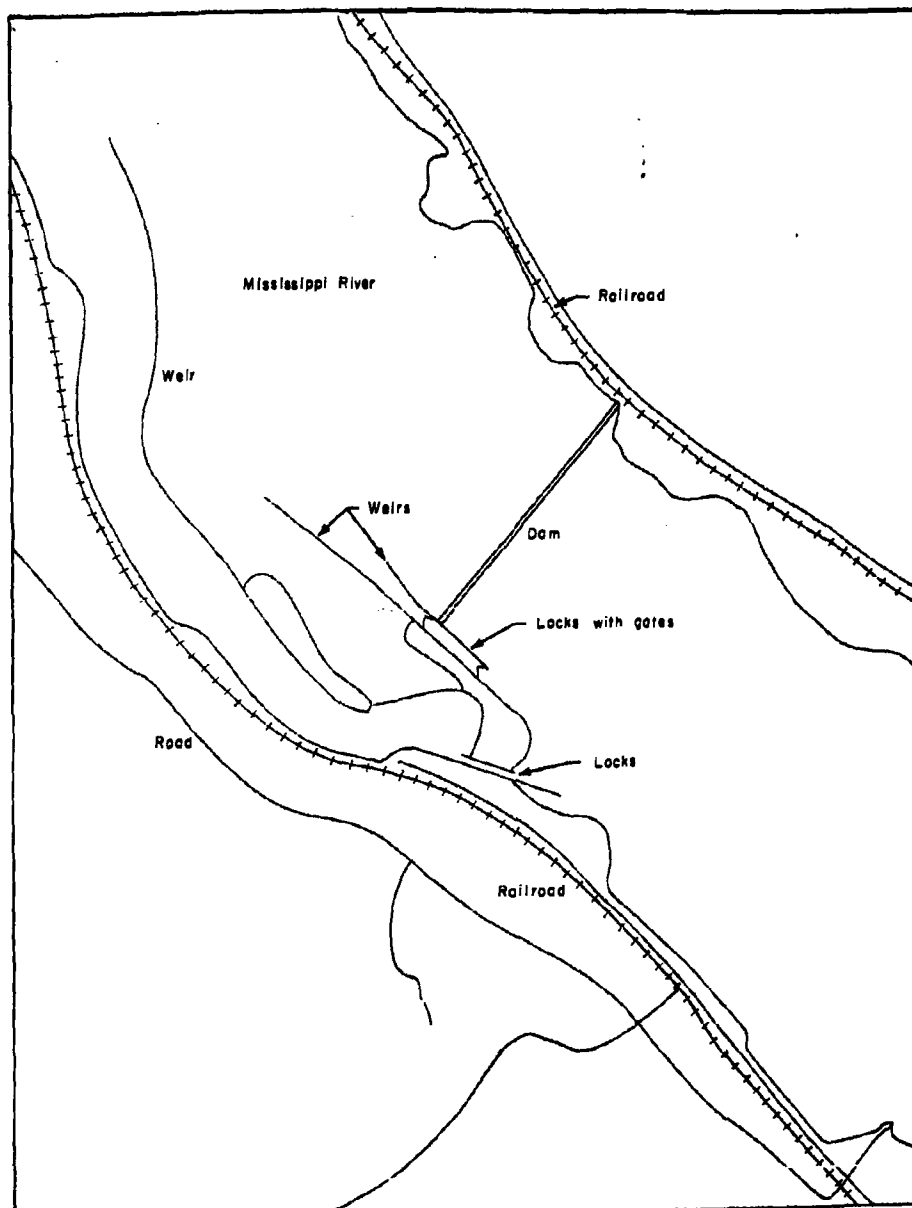 Railroad
Mississippi River
Weir
Weirs
Dam
Locks with gates
Road
Locks
Railroad